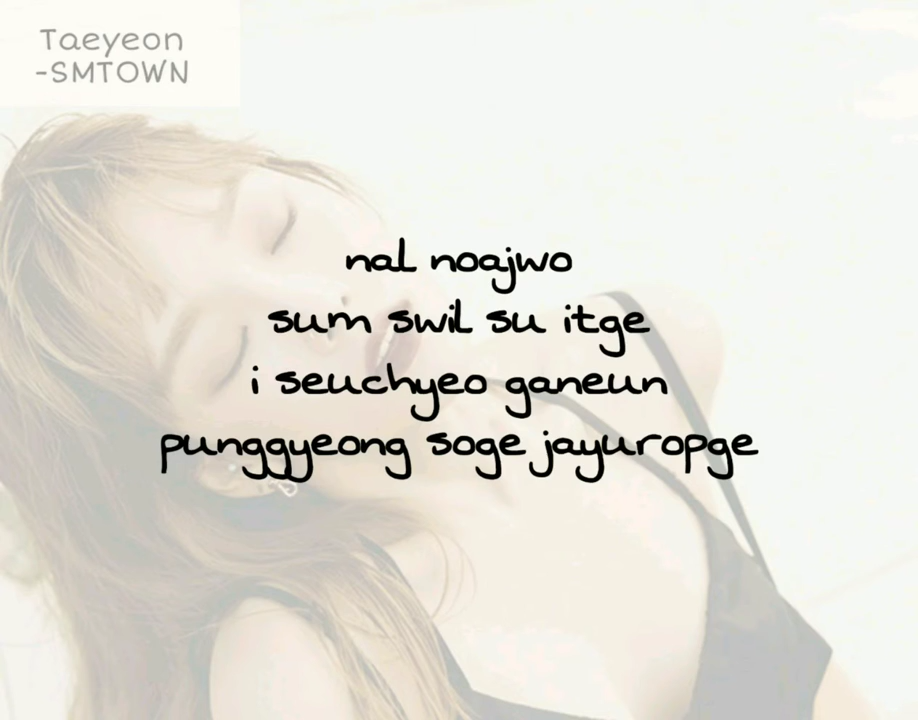 Taeyeon
-SMTOWN
nal noajwo
sum swil su itge
i seuchyeo ganeun
punggyeong soge jayuropge